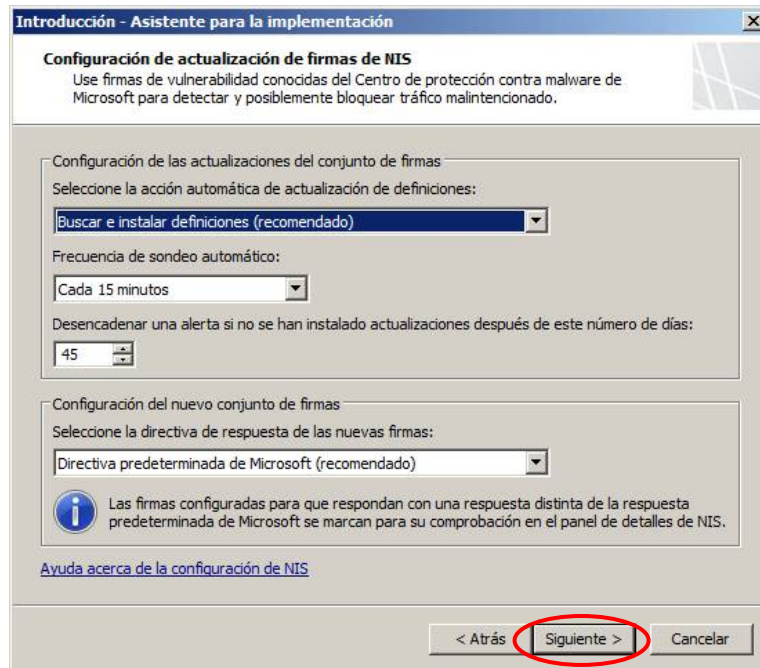 Introducción - Asistente para la implementación
Configuración de actualización de firmas de NIS
Use firmas de vulnerabilidad conocidas del Centro de protección contra malware de
Microsoft para detectar y posiblemente bloquear tráfico malintencionado.
Configuración de las actualizaciones del conjunto de firmas
Seleccione la acción automática de actualización de definiciones:
Buscar e instalar definiciones (recomendado)
Frecuencia de sondeo automático:
Cada 15 minutos
Desencadenar una alerta si no se han instalado actualizaciones después de este número de días:
45
Configuración del nuevo conjunto de firmas
Seleccione la directiva de respuesta de las nuevas firmas:
Directiva predeterminada de Microsoft (recomendado)
Las firmas configuradas para que respondan con una respuesta distinta de la respuesta
predeterminada de Microsoft se marcan para su comprobación en el panel de detalles de NIS.
Ayuda acerca de la configuración de NIS
< Atrás Siguiente > Cancelar